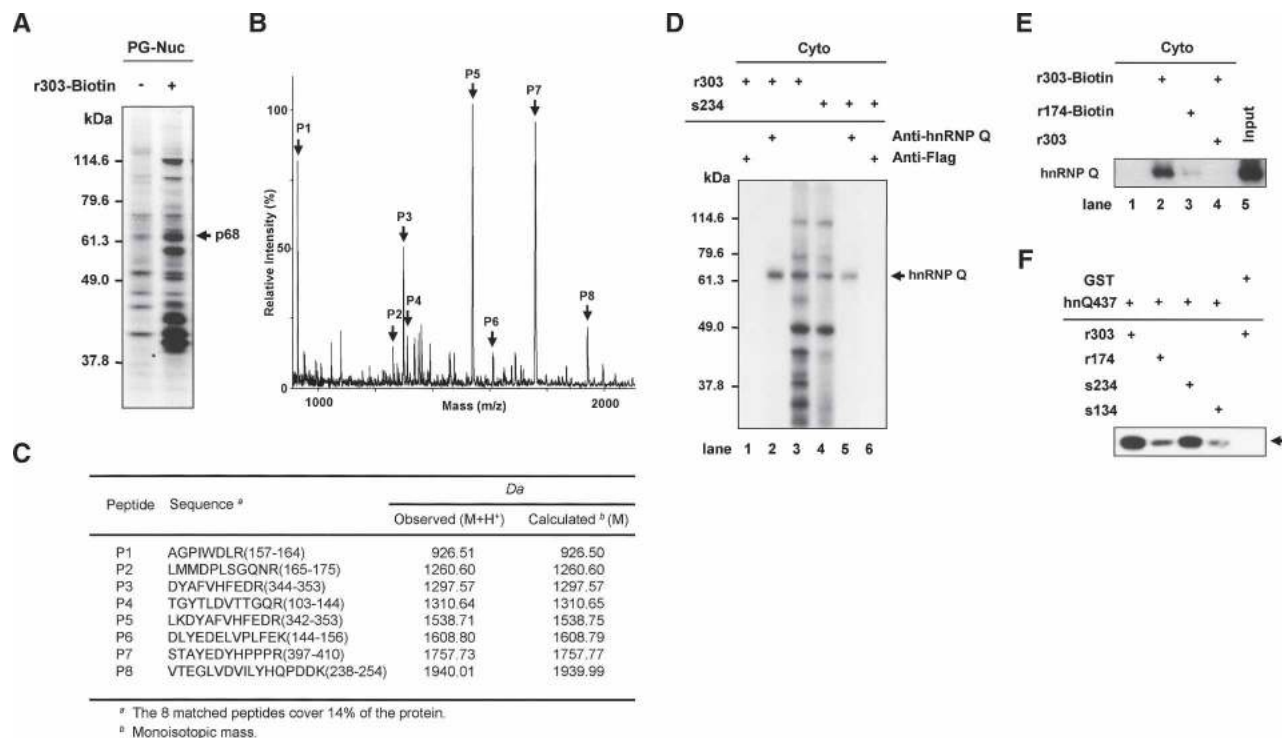 A
PG-Nuc
r303-Biotin - +
kDa
114.6
79.6
61.3
49.0
37.8
p68
B
100
50
0
Relative Intensity (%)
P1
P2
P3
P4
P5
P6
P7
P8
1000
2000
Mass (m/z)
C
Da
Peptide Sequence a Observed (M+H+) Calculated b (M)
P1 AGPIWDLR(157-164) 926.51 926.50
P2 LMMDPLSGQNR(165-175) 1260.60 1260.60
P3 DYAFVHFEDR(344-353) 1297.57 1297.57
P4 TGYTLDVTTGQR(103-144) 1310.64 1310.65
P5 LKDYAFVHFEDR(342-353) 1538.71 1538.75
P6 DLYEDELVPLFEK(144-156) 1608.80 1608.79
P7 STAYEDYHPPPR(397-410) 1757.73 1757.77
P8 VTEGLVDVILYHQPDDK(238-254) 1940.01 1939.99
a The 8 matched peptides cover 14% of the protein.
b Monoisotopic mass.
D
Cyto
r303 + + +
s234 + + +
+ + Anti-hnRNP Q
+ + Anti-Flag
kDa
114.6
79.6
61.3
49.0
37.8
hnRNP Q
lane 1 2 3 4 5 6
E
Cyto
r303-Biotin + +
r174-Biotin +
r303 +
Input
hnRNP Q
lane 1 2 3 4 5
F
GST +
hnQ437 + + + +
r303 + +
r174 +
s234 +
s134 +